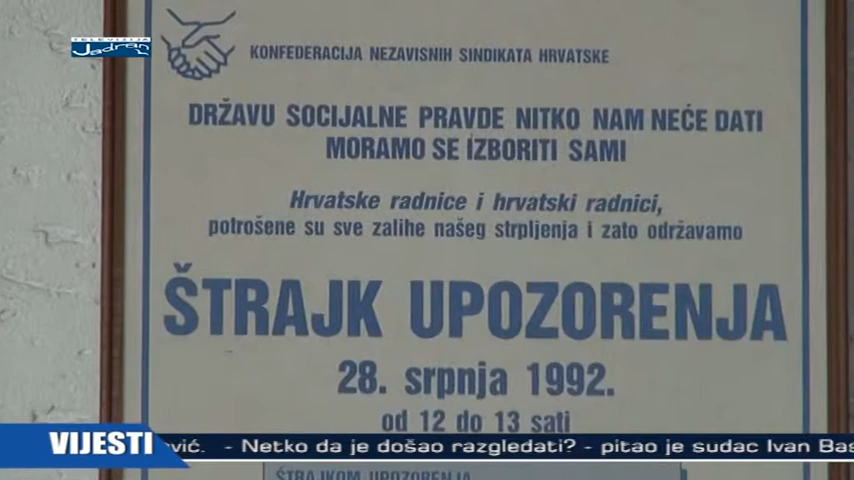 TELEVIZIJA
Jadran
KONFEDERACIJA NEZAVISNIH SINDIKATA HRVATSKE
DRŽAVU SOCIJALNE PRAVDE NITKO NAM NEĆE DATI
MORAMO SE IZBORITI SAMI
Hrvatske radnice i hrvatski radnici,
potrošene su sve zalihe našeg strpljenja i zato održavamo
ŠTRAJK UPOZORENJA
28. srpnja 1992.
od 12 do 13 sati
VIJESTI ović. - Netko da je došao razgledati? - pitao je sudac Ivan Bas
ŠTRAJKOM UPOZORENJA